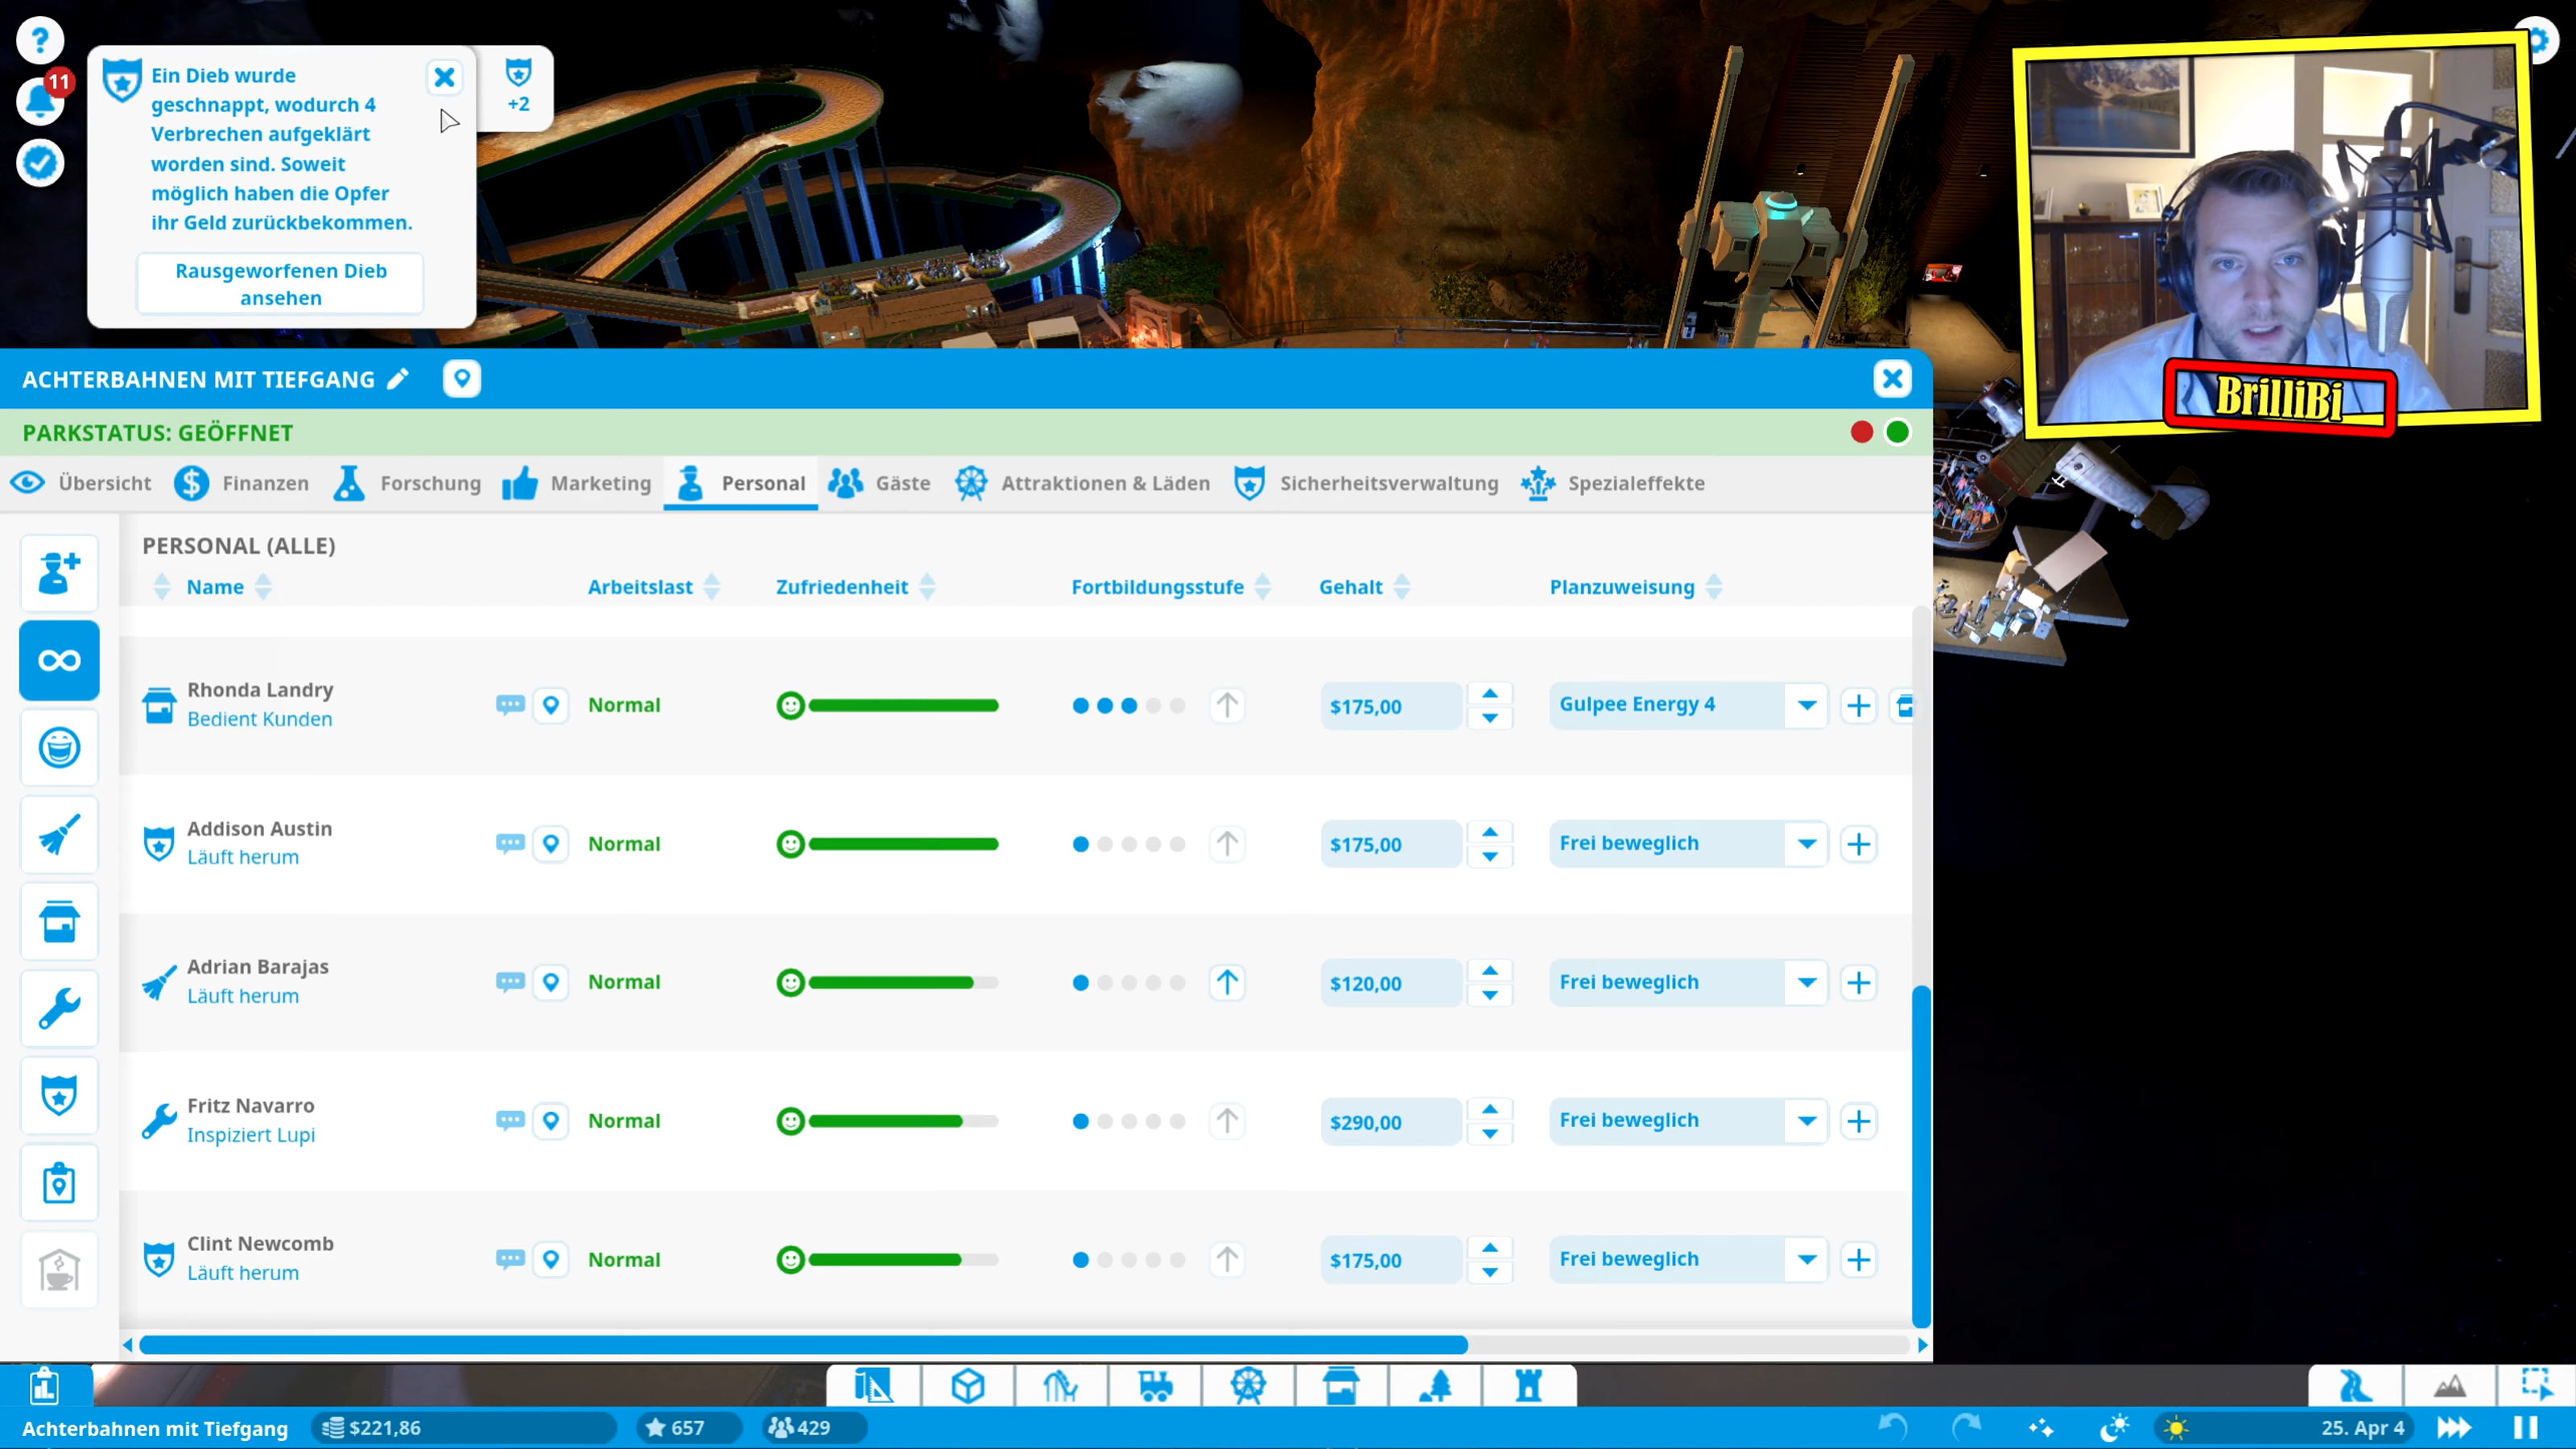 ?
11
Ein Dieb wurde
geschnappt, wodurch 4
Verbrechen aufgeklärt
worden sind. Soweit
möglich haben die Opfer
ihr Geld zurückbekommen.
Rausgeworfenen Dieb
ansehen
+2
BrilliBi
ACHTERBAHNEN MIT TIEFGANG
PARKSTATUS: GEÖFFNET
Übersicht Finanzen Forschung Marketing Personal Gäste Attraktionen & Läden Sicherheitsverwaltung Spezialeffekte
PERSONAL (ALLE)
Name Arbeitslast Zufriedenheit Fortbildungsstufe Gehalt Planzuweisung
Rhonda Landry
Bedient Kunden
Normal $175,00 Gulpee Energy 4
Addison Austin
Läuft herum
Normal $175,00 Frei beweglich
Adrian Barajas
Läuft herum
Normal $120,00 Frei beweglich
Fritz Navarro
Inspiziert Lupi
Normal $290,00 Frei beweglich
Clint Newcomb
Läuft herum
Normal $175,00 Frei beweglich
Achterbahnen mit Tiefgang $221,86 657 429 25. Apr 4